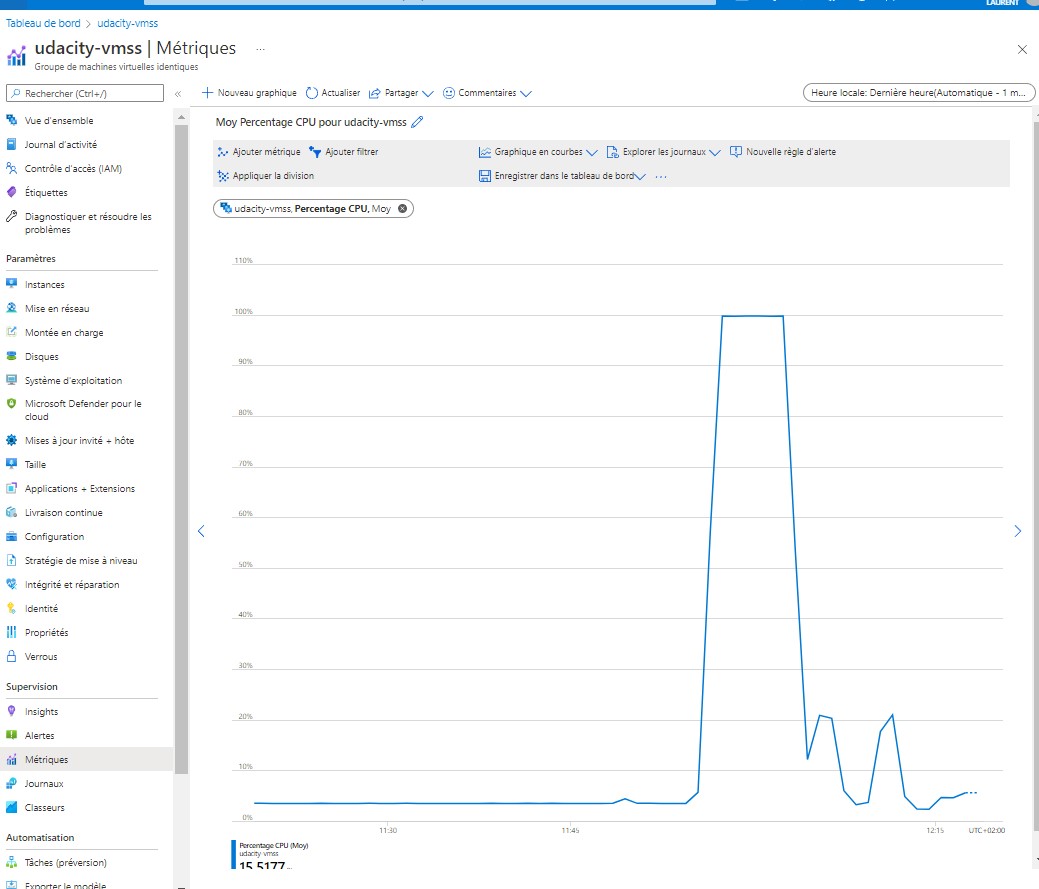 LAURENT
Tableau de bord > udacity-vmss
udacity-vmss | Métriques ...
Groupe de machines virtuelles identiques
Rechercher (Ctrl+/)
Vue d'ensemble
Journal d'activité
Contrôle d'accès (IAM)
Étiquettes
Diagnostiquer et résoudre les
problèmes
Paramètres
Instances
Mise en réseau
Montée en charge
Disques
Système d'exploitation
Microsoft Defender pour le
cloud
Mises à jour invité + hôte
Taille
Applications + Extensions
Livraison continue
Configuration
Stratégie de mise à niveau
Intégrité et réparation
Identité
Propriétés
Verrous
Supervision
Insights
Alertes
Métriques
Journaux
Classeurs
Automatisation
Tâches (préversion)
Exporter le modèle
Nouveau graphique Actualiser Partager Commentaires
Heure locale: Dernière heure(Automatique - 1 m...
Moy Percentage CPU pour udacity-vmss
Ajouter métrique Ajouter filtrer Graphique en courbes Explorer les journaux Nouvelle règle d'alerte
Appliquer la division Enregistrer dans le tableau de bord ...
udacity-vmss, Percentage CPU, Moy
110%
100%
90%
80%
70%
60%
50%
40%
30%
20%
10%
0%
11:30 11:45 12:15 UTC+02:00
Percentage CPU (Moy)
udacity-vmss
15,5177...